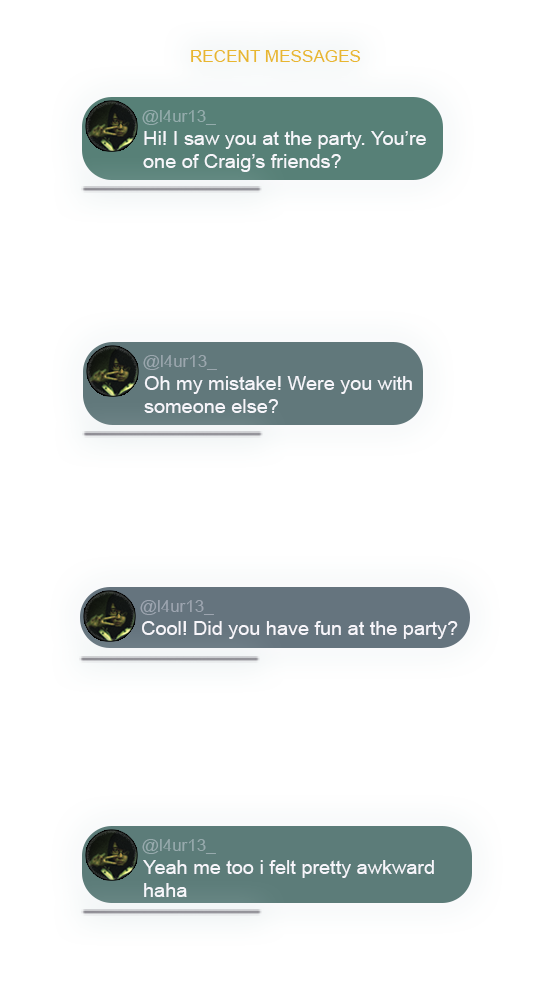 RECENT MESSAGES
@l4ur13_
Hi! I saw you at the party. You’re
one of Craig’s friends?
@l4ur13_
Oh my mistake! Were you with
someone else?
@l4ur13_
Cool! Did you have fun at the party?
@l4ur13_
Yeah me too i felt pretty awkward
haha